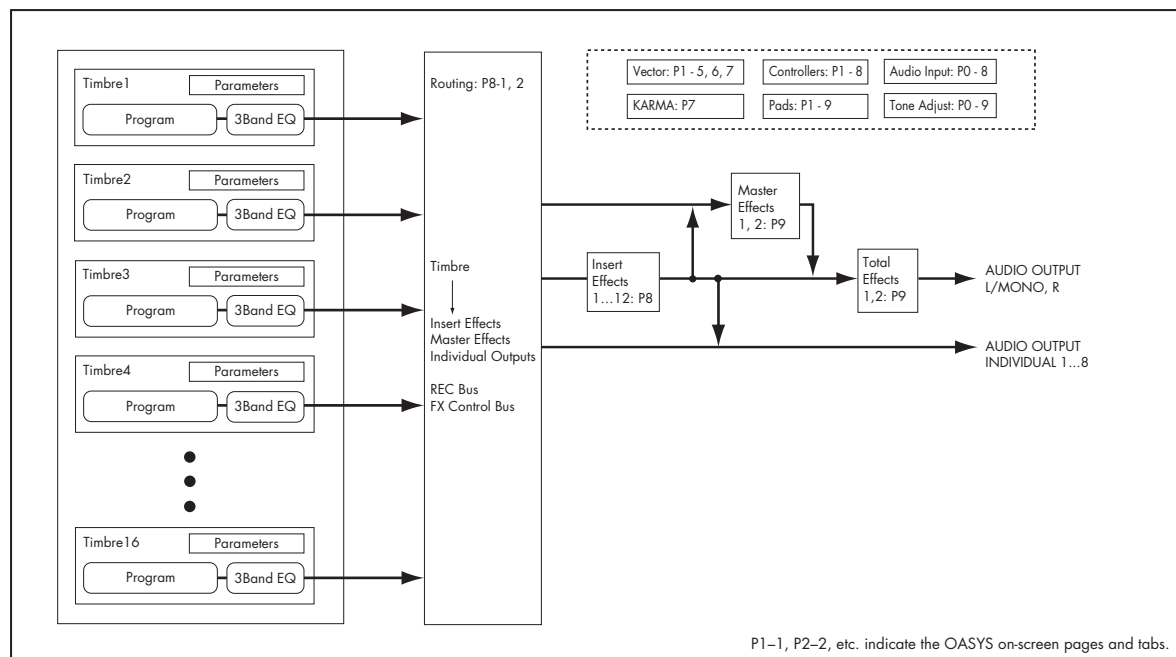 Timbre1
Parameters
Program
3Band EQ
Timbre2
Parameters
Program
3Band EQ
Timbre3
Parameters
Program
3Band EQ
Timbre4
Parameters
Program
3Band EQ
Timbre16
Parameters
Program
3Band EQ
Routing: P8-1, 2
Timbre
Insert Effects
Master Effects
Individual Outputs
REC Bus
FX Control Bus
Vector: P1 - 5, 6, 7
Controllers: P1 - 8
Audio Input: P0 - 8
KARMA: P7
Pads: P1 - 9
Tone Adjust: P0 - 9
Insert
Effects
1...12: P8
Master
Effects
1, 2: P9
Total
Effects
1,2: P9
AUDIO OUTPUT
L/MONO, R
AUDIO OUTPUT
INDIVIDUAL 1...8
P1–1, P2–2, etc. indicate the OASYS on-screen pages and tabs.